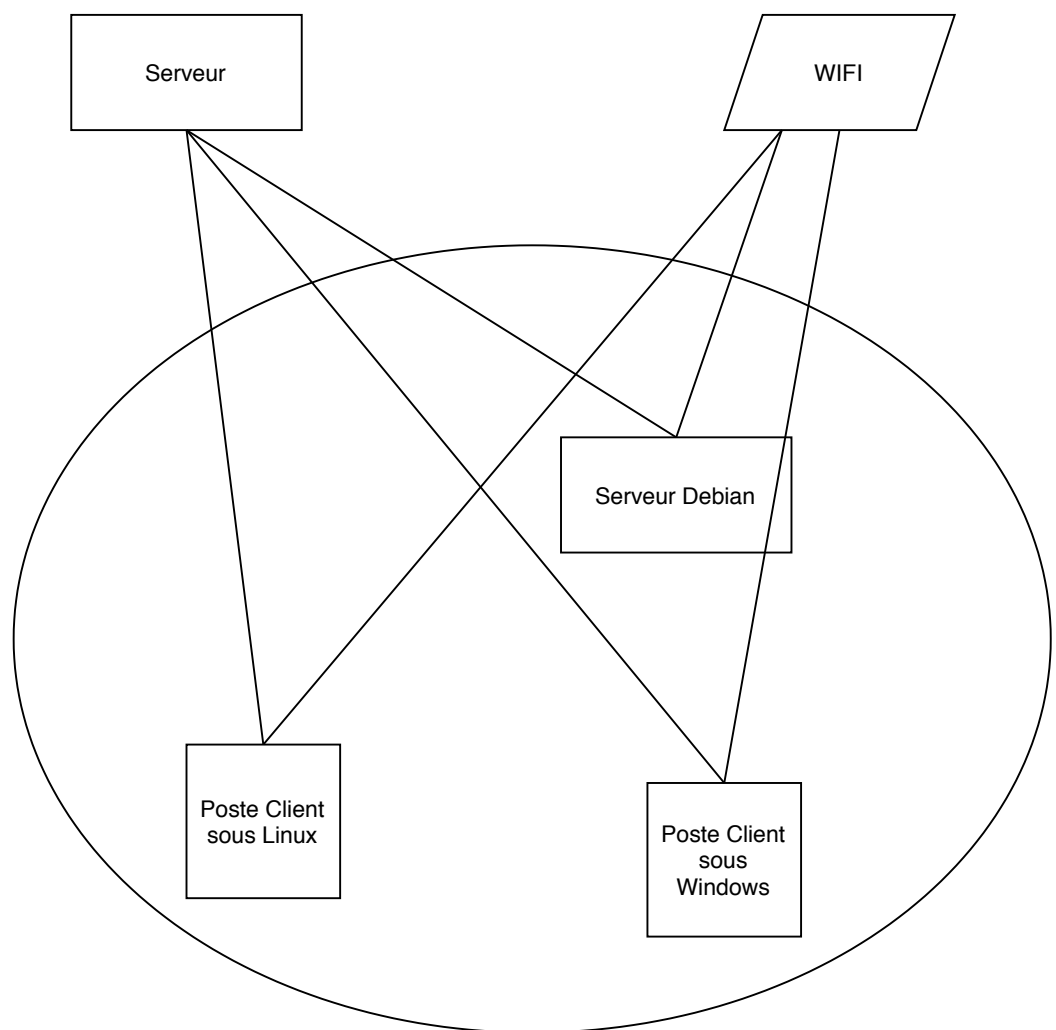 Serveur
WIFI
Serveur Debian
Poste Client
sous Linux
Poste Client
sous
Windows